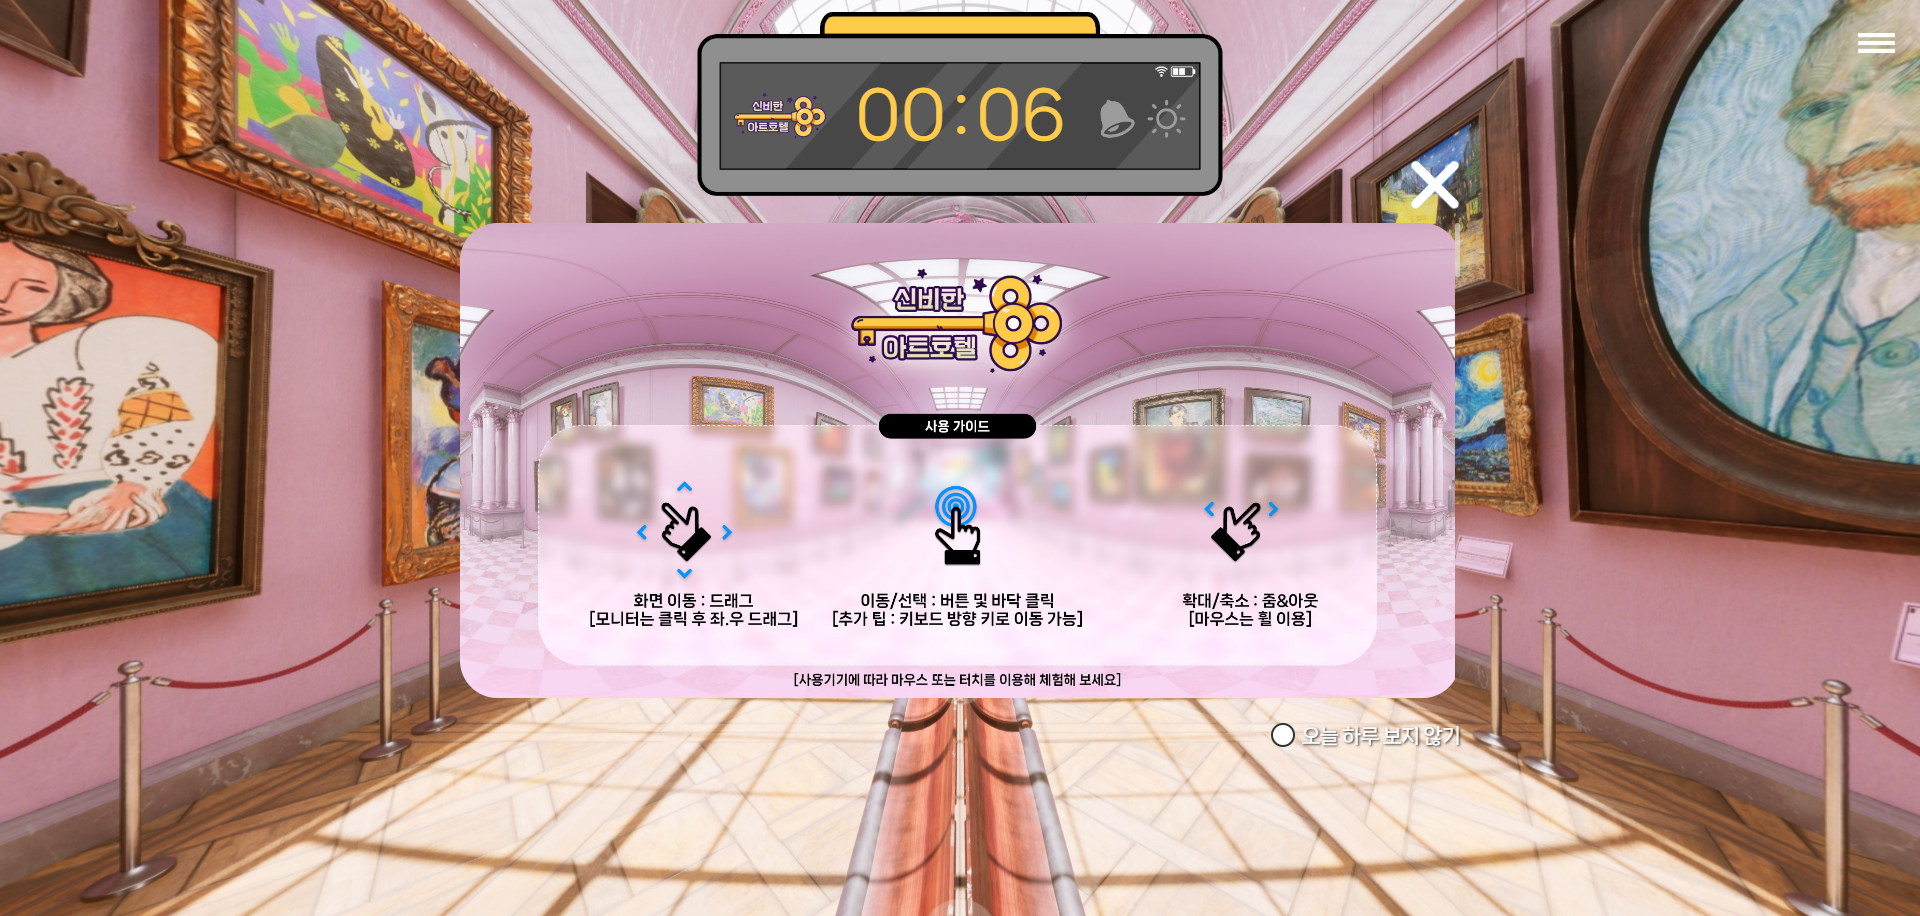 신비한
아트호텔
00:06
신비한
아트호텔
사용 가이드
화면 이동 : 드래그
[모니터는 클릭 후 좌.우 드래그]
이동/선택 : 버튼 및 바닥 클릭
[추가 팁 : 키보드 방향 키로 이동 가능]
확대/축소 : 줌&아웃
[마우스는 휠 이용]
[사용기기에 따라 마우스 또는 터치를 이용해 체험해 보세요]
오늘 하루 보지 않기